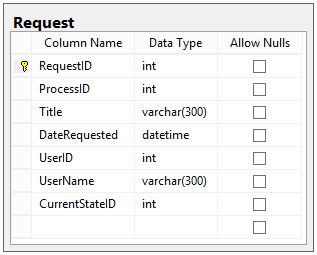 Request
Column Name Data Type Allow Nulls
RequestID int
ProcessID int
Title varchar(300)
DateRequested datetime
UserID int
UserName varchar(300)
CurrentStateID int